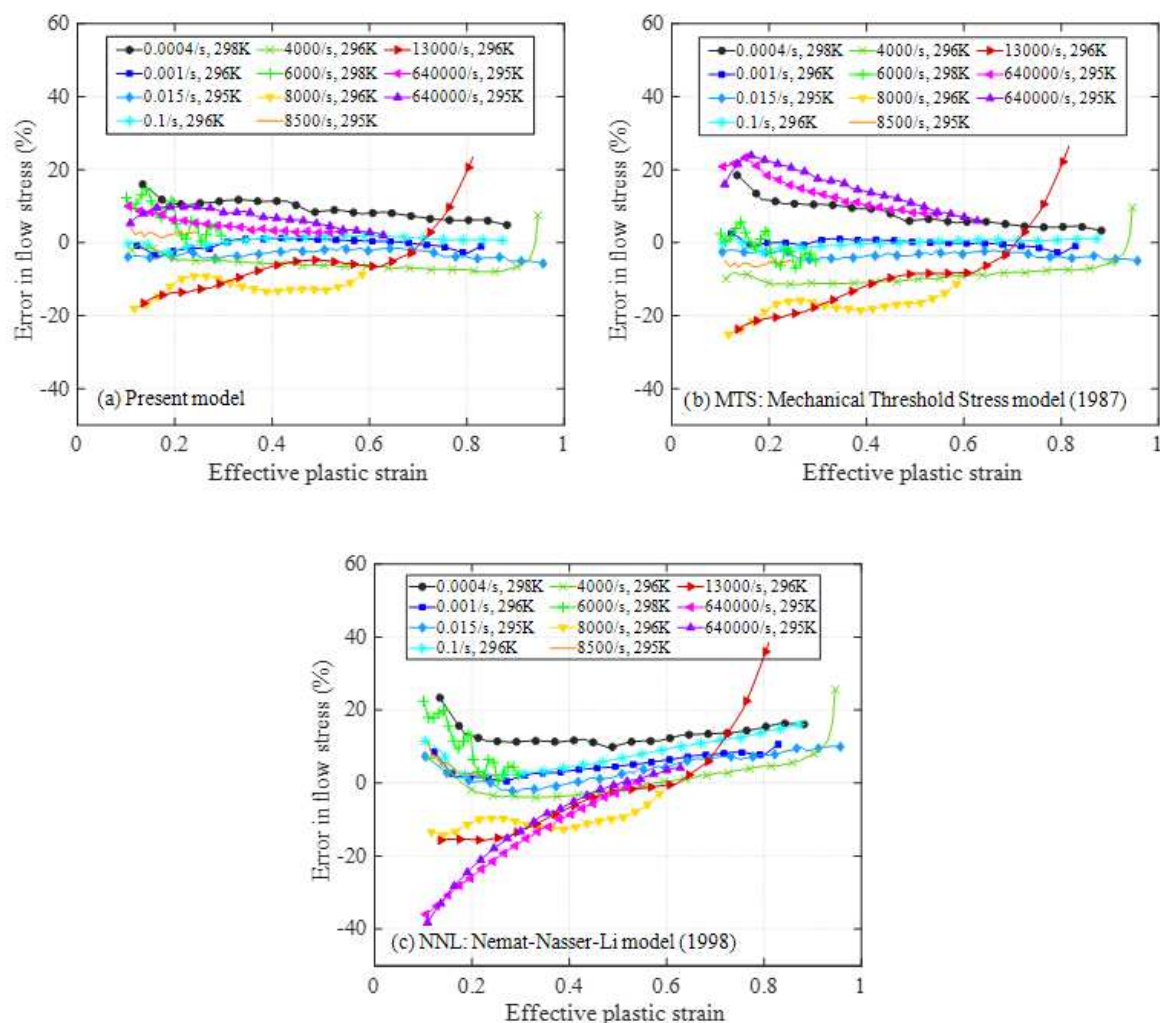 60
0.0004/s, 298K 4000/s, 296K 13000/s, 296K
0.001/s, 296K 6000/s, 298K 640000/s, 295K
0.015/s, 295K 8000/s, 296K 640000/s, 295K
0.1/s, 296K 8500/s, 295K
40
20
0
-20
-40
Error in flow stress (%)
(a) Present model
0 0.2 0.4 0.6 0.8 1
Effective plastic strain
60
0.0004/s, 298K 4000/s, 296K 13000/s, 296K
0.001/s, 296K 6000/s, 298K 640000/s, 295K
0.015/s, 295K 8000/s, 296K 640000/s, 295K
0.1/s, 296K 8500/s, 295K
40
20
0
-20
-40
Error in flow stress (%)
(b) MTS: Mechanical Threshold Stress model (1987)
0 0.2 0.4 0.6 0.8 1
Effective plastic strain
60
0.0004/s, 298K 4000/s, 296K 13000/s, 296K
0.001/s, 296K 6000/s, 298K 640000/s, 295K
0.015/s, 295K 8000/s, 296K 640000/s, 295K
0.1/s, 296K 8500/s, 295K
40
20
0
-20
-40
Error in flow stress (%)
(c) NNL: Nemat-Nasser-Li model (1998)
0 0.2 0.4 0.6 0.8 1
Effective plastic strain